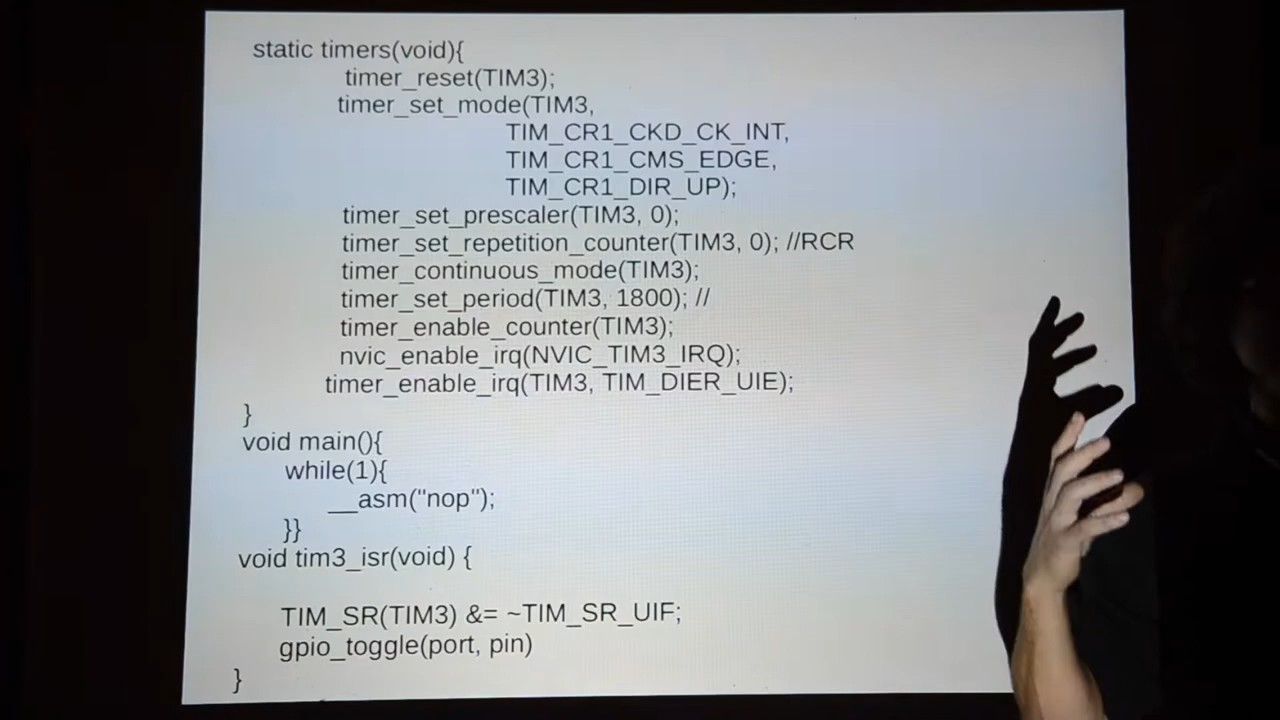 static timers(void){
timer_reset(TIM3);
timer_set_mode(TIM3,
TIM_CR1_CKD_CK_INT,
TIM_CR1_CMS_EDGE,
TIM_CR1_DIR_UP);
timer_set_prescaler(TIM3, 0);
timer_set_repetition_counter(TIM3, 0); //RCR
timer_continuous_mode(TIM3);
timer_set_period(TIM3, 1800); //
timer_enable_counter(TIM3);
nvic_enable_irq(NVIC_TIM3_IRQ);
timer_enable_irq(TIM3, TIM_DIER_UIE);
}
void main(){
while(1){
__asm("nop");
}}
void tim3_isr(void) {
TIM_SR(TIM3) &= ~TIM_SR_UIF;
gpio_toggle(port, pin)
}